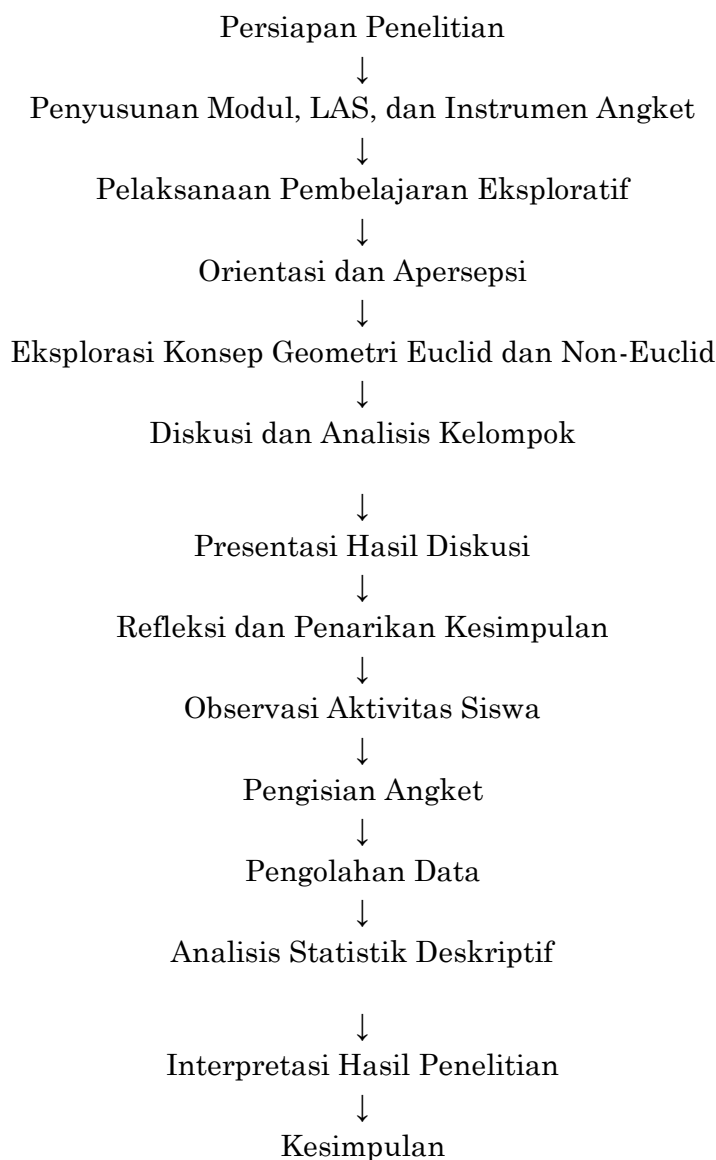 Persiapan Penelitian
↓
Penyusunan Modul, LAS, dan Instrumen Angket
↓
Pelaksanaan Pembelajaran Eksploratif
↓
Orientasi dan Apersepsi
↓
Eksplorasi Konsep Geometri Euclid dan Non-Euclid
↓
Diskusi dan Analisis Kelompok
↓
Presentasi Hasil Diskusi
↓
Refleksi dan Penarikan Kesimpulan
↓
Observasi Aktivitas Siswa
↓
Pengisian Angket
↓
Pengolahan Data
↓
Analisis Statistik Deskriptif
↓
Interpretasi Hasil Penelitian
↓
Kesimpulan